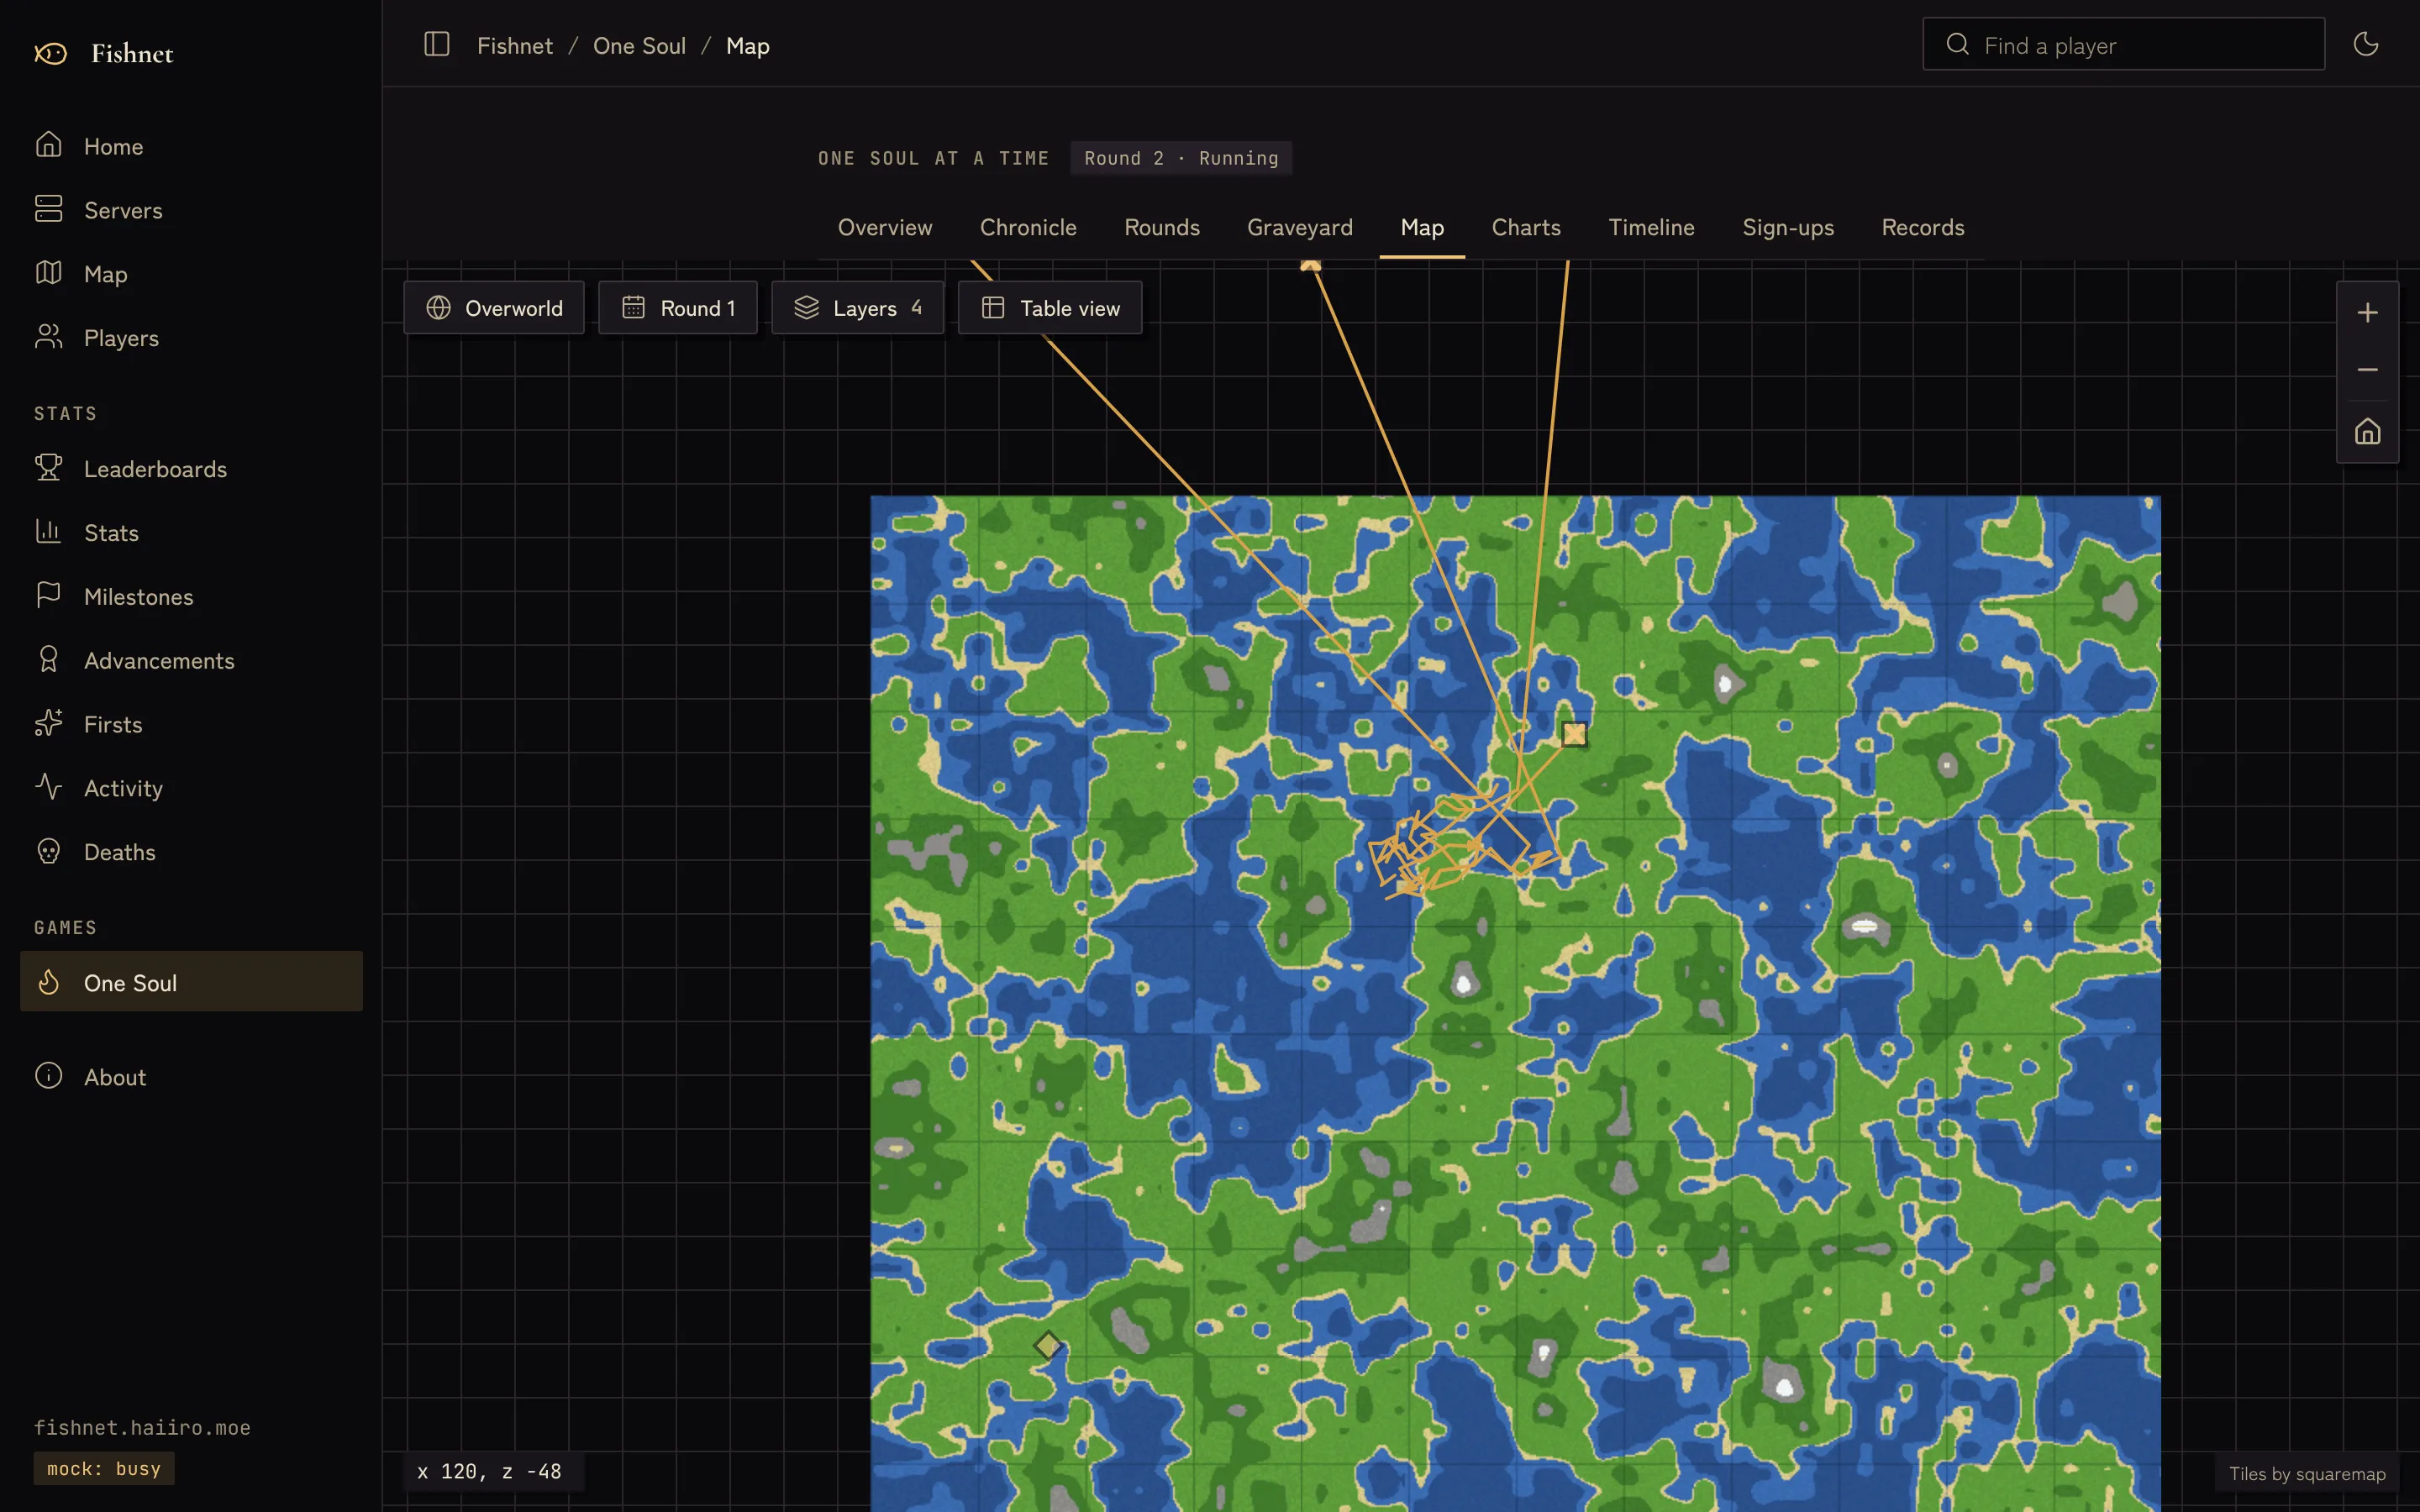 Fishnet
Home
Servers
Map
Players
STATS
Leaderboards
Stats
Milestones
Advancements
Firsts
Activity
Deaths
GAMES
One Soul
About
fishnet.haiiro.moe
mock: busy
Fishnet / One Soul / Map
Find a player
ONE SOUL AT A TIME Round 2 · Running
Overview Chronicle Rounds Graveyard Map Charts Timeline Sign-ups Records
Overworld Round 1 Layers 4 Table view
x 120, z -48
Tiles by squaremap